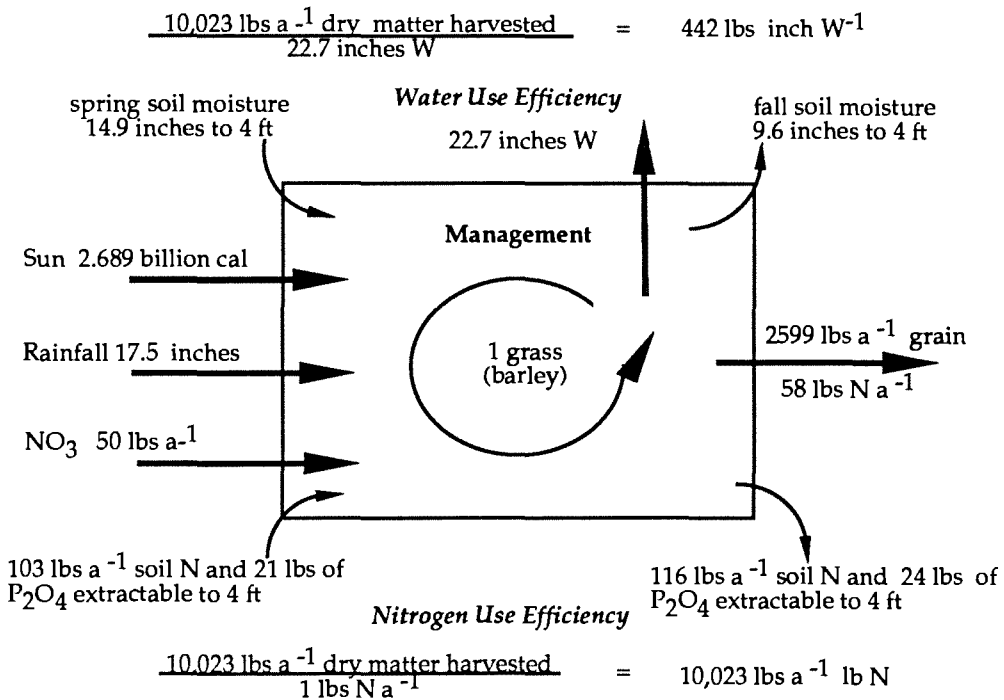 10,023 lbs a -1 dry matter harvested
22.7 inches W
= 442 lbs inch W-1
Water Use Efficiency
spring soil moisture
14.9 inches to 4 ft
22.7 inches W
fall soil moisture
9.6 inches to 4 ft
Management
Sun 2.689 billion cal
Rainfall 17.5 inches
1 grass
(barley)
2599 lbs a -1 grain
58 lbs N a -1
NO3 50 lbs a-1
103 lbs a -1 soil N and 21 lbs of
P2O4 extractable to 4 ft
116 lbs a -1 soil N and 24 lbs of
P2O4 extractable to 4 ft
Nitrogen Use Efficiency
10,023 lbs a -1 dry matter harvested
1 lbs N a -1
= 10,023 lbs a -1 lb N